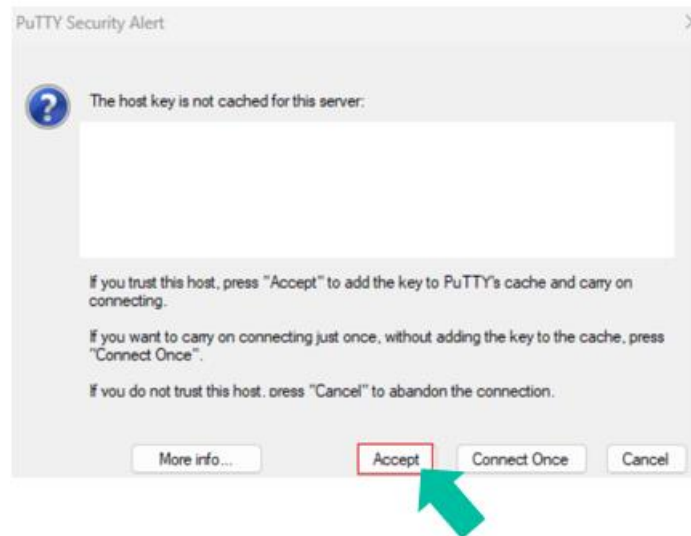 PuTTY Security Alert
The host key is not cached for this server:
If you trust this host, press "Accept" to add the key to PuTTY's cache and carry on
connecting.
If you want to carry on connecting just once, without adding the key to the cache, press
"Connect Once".
If you do not trust this host, press "Cancel" to abandon the connection.
More info... Accept Connect Once Cancel